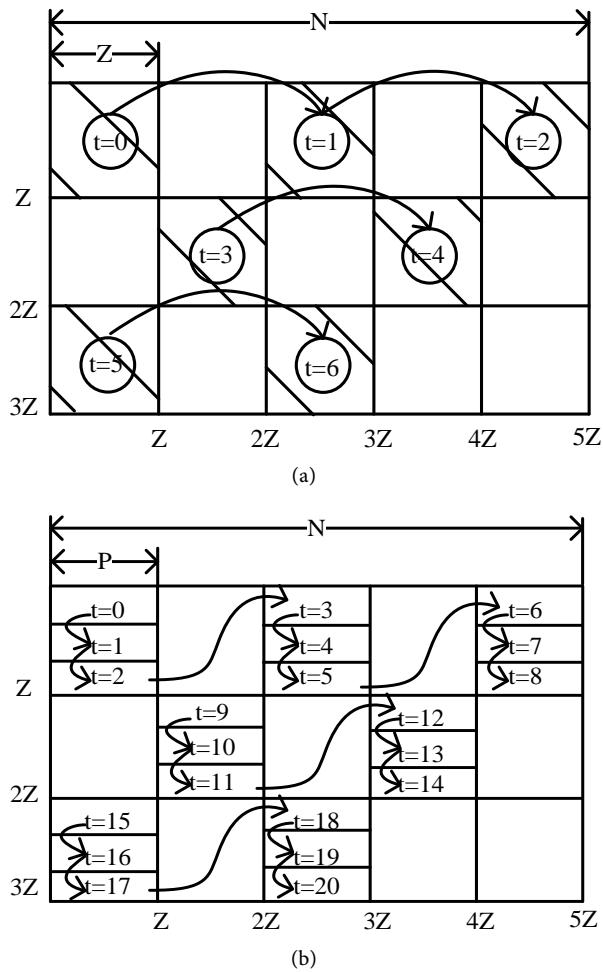 N
Z
t=0 t=1 t=2
Z
t=3 t=4
2Z
t=5 t=6
3Z
Z 2Z 3Z 4Z 5Z
(a)
N
P
t=0 t=3 t=6
t=1 t=4 t=7
t=2 t=5 t=8
Z
t=9 t=12
t=10 t=13
t=11 t=14
2Z
t=15 t=18
t=16 t=19
t=17 t=20
3Z
Z 2Z 3Z 4Z 5Z
(b)